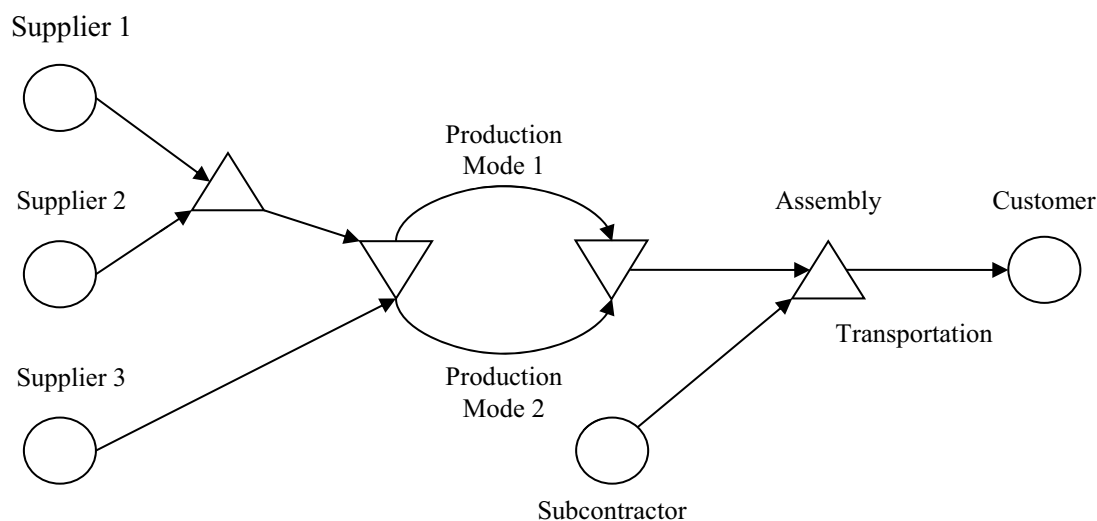 Supplier 1
Production
Mode 1
Supplier 2
Assembly
Customer
Transportation
Supplier 3
Production
Mode 2
Subcontractor